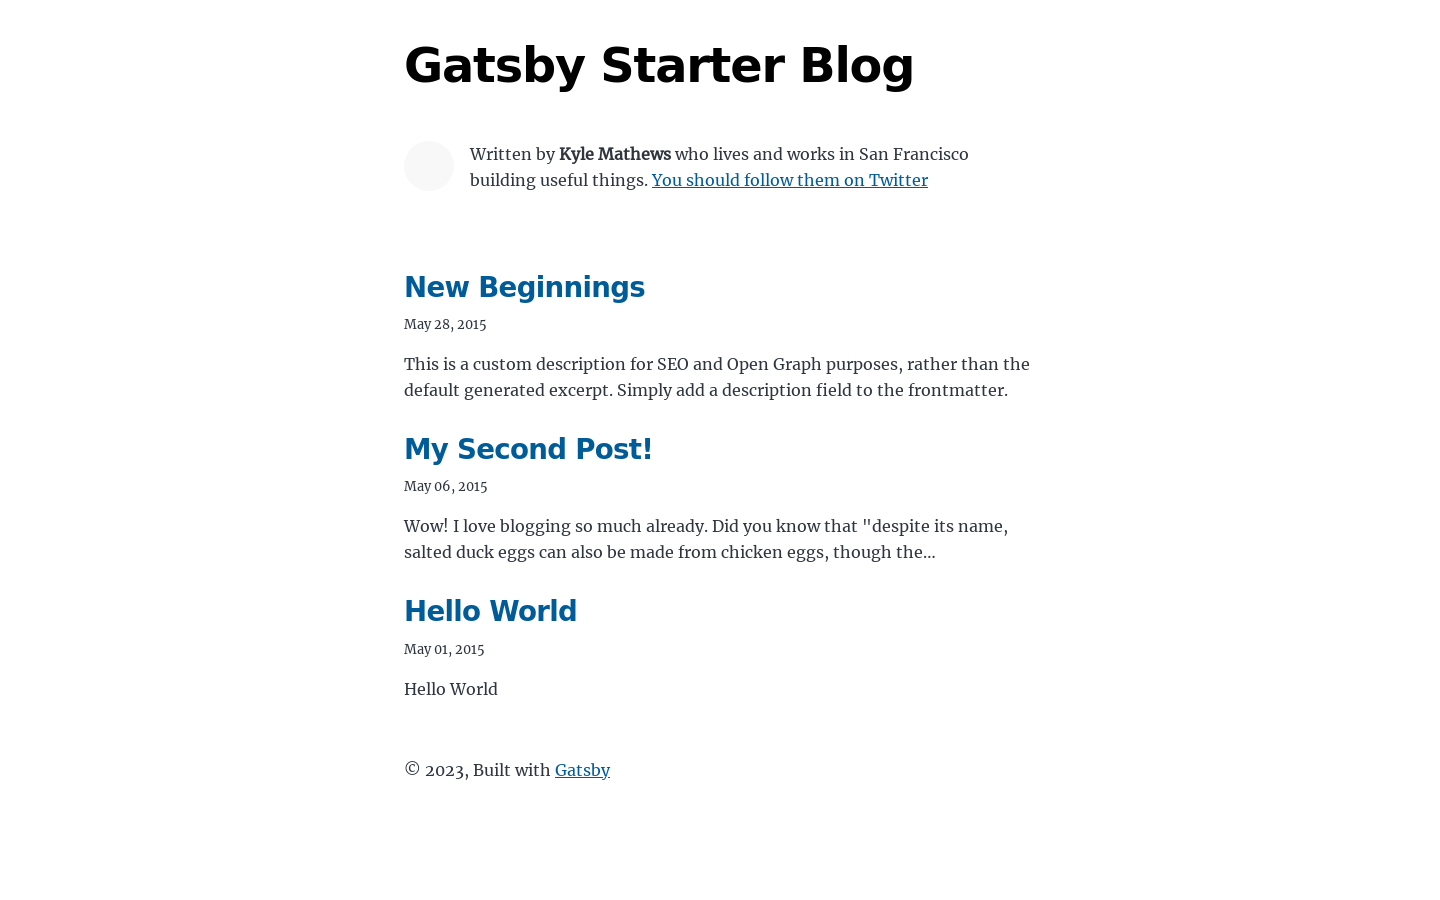 Gatsby Starter Blog
Written by Kyle Mathews who lives and works in San Francisco
building useful things. You should follow them on Twitter
New Beginnings
May 28, 2015
This is a custom description for SEO and Open Graph purposes, rather than the
default generated excerpt. Simply add a description field to the frontmatter.
My Second Post!
May 06, 2015
Wow! I love blogging so much already. Did you know that "despite its name,
salted duck eggs can also be made from chicken eggs, though the…
Hello World
May 01, 2015
Hello World
© 2023, Built with Gatsby